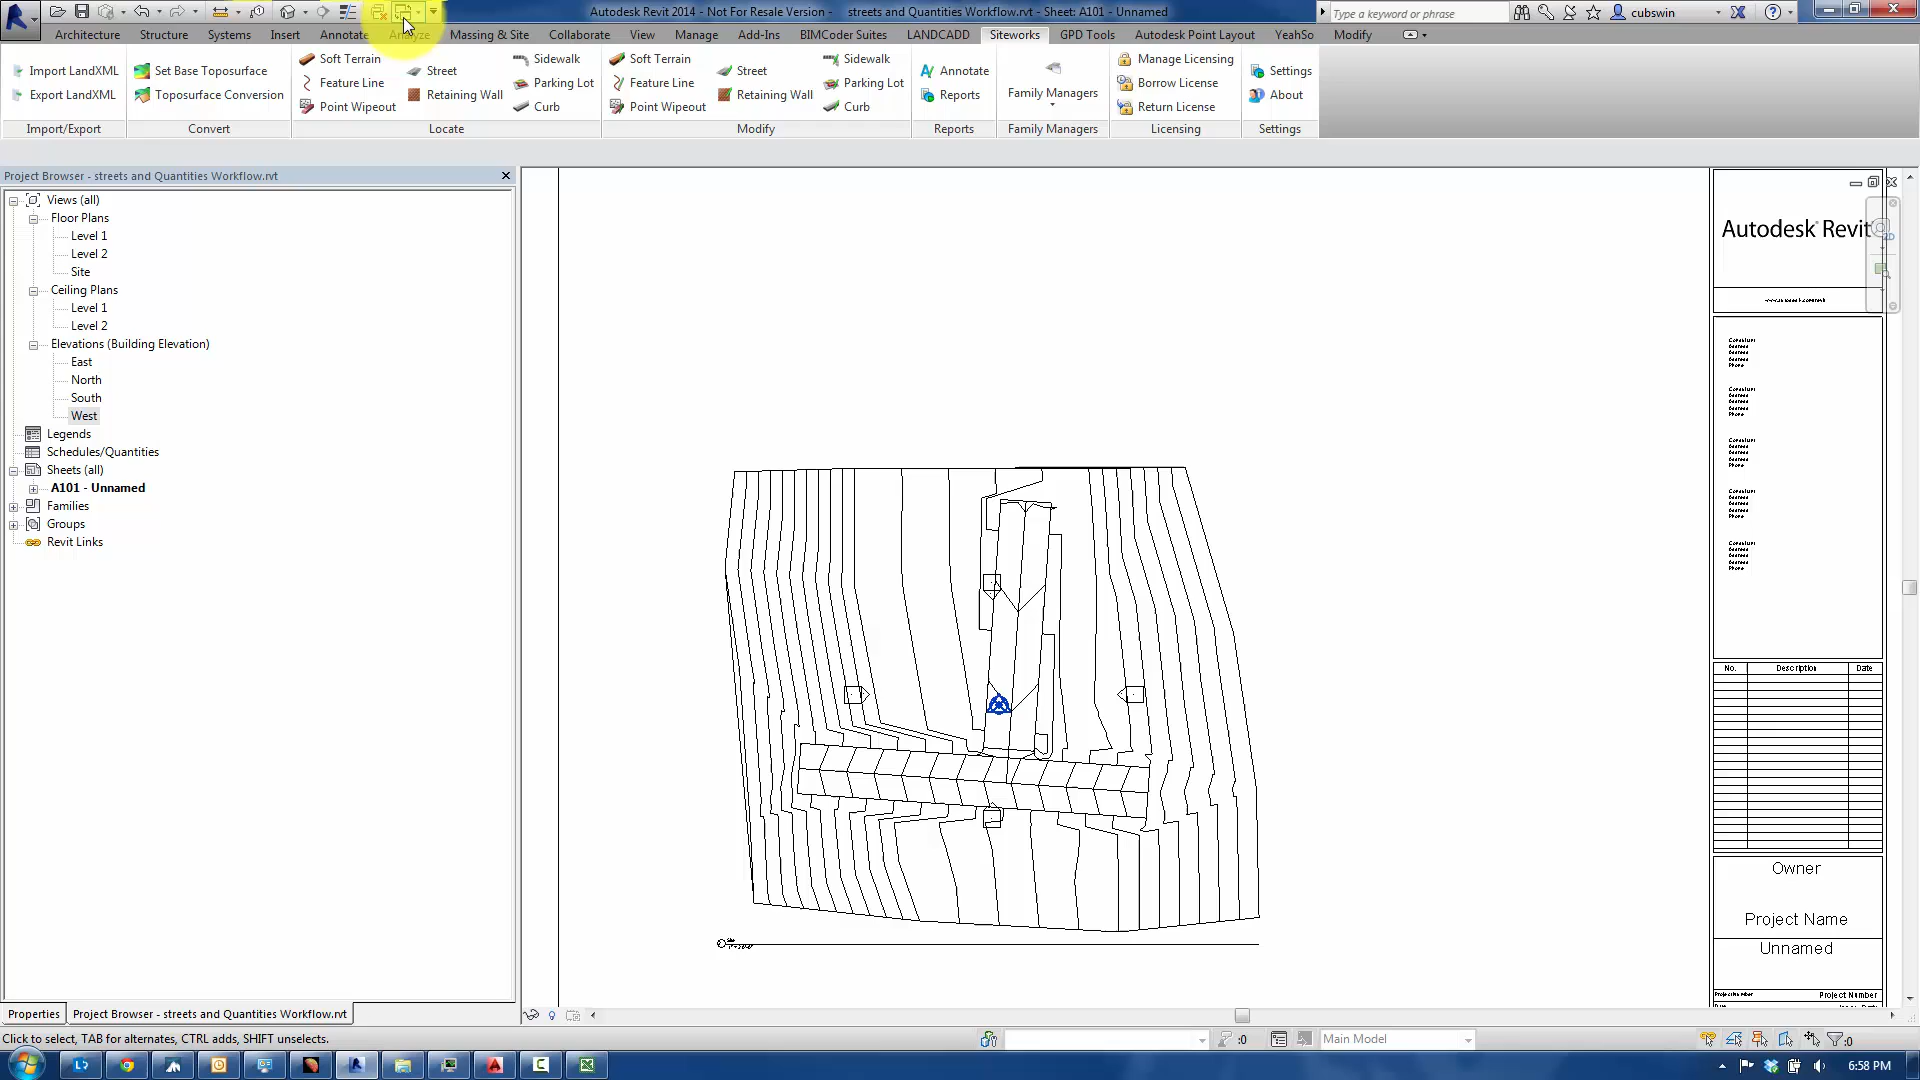 Autodesk Revit 2014 - Not For Resale Version -    streets and Quantities Workflow.rvt - Sheet: A101 - Unnamed
Type a keyword or phrase
cubswin
Architecture Structure Systems Insert Annotate Analyze Massing & Site Collaborate View Manage Add-Ins BIMCoder Suites LANDCADD Siteworks GPD Tools Autodesk Point Layout YeahSo Modify
Import LandXML
Export LandXML
Import/Export
Set Base Toposurface
Toposurface Conversion
Convert
Soft Terrain
Feature Line
Point Wipeout
Street
Retaining Wall
Sidewalk
Parking Lot
Curb
Locate
Soft Terrain
Feature Line
Point Wipeout
Street
Retaining Wall
Sidewalk
Parking Lot
Curb
Modify
Annotate
Reports
Reports
Family Managers
Family Managers
Manage Licensing
Borrow License
Return License
Licensing
Settings
About
Settings
Project Browser - streets and Quantities Workflow.rvt
Views (all)
Floor Plans
Level 1
Level 2
Site
Ceiling Plans
Level 1
Level 2
Elevations (Building Elevation)
East
North
South
West
Legends
Schedules/Quantities
Sheets (all)
A101 - Unnamed
Families
Groups
Revit Links
Autodesk Revit
2D
No. Description Date
Owner
Project Name
Unnamed
Project Number Project Number
Properties
Project Browser - streets and Quantities Workflow.rvt
Click to select, TAB for alternates, CTRL adds, SHIFT unselects.
:0
Main Model
:0
6:58 PM